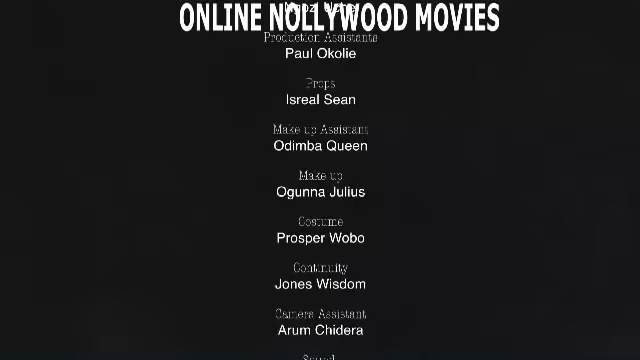 ONLINE NOLLYWOOD MOVIES
Production Assistants
Paul Okolie
Props
Isreal Sean
Make up Assistant
Odimba Queen
Make up
Ogunna Julius
Costume
Prosper Wobo
Continuity
Jones Wisdom
Camera Assistant
Arum Chidera